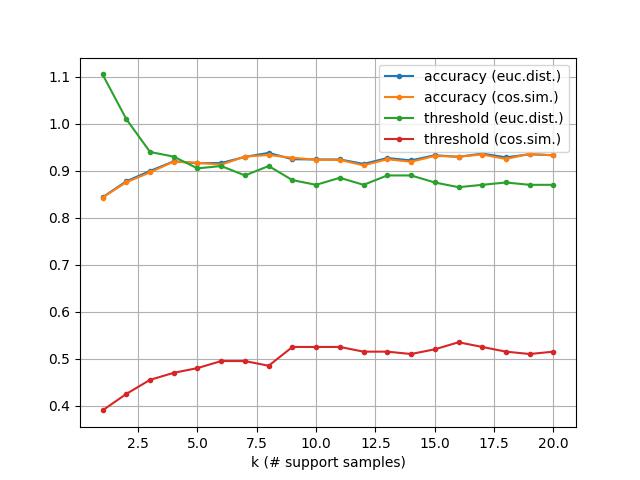 1.1
1.0
0.9
0.8
0.7
0.6
0.5
0.4
accuracy (euc.dist.)
accuracy (cos.sim.)
threshold (euc.dist.)
threshold (cos.sim.)
2.5 5.0 7.5 10.0 12.5 15.0 17.5 20.0
k (# support samples)